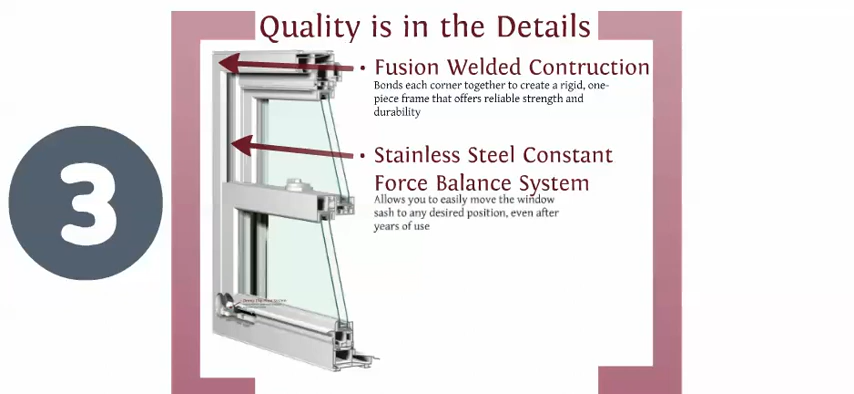 Quality is in the Details
• Fusion Welded Contruction
Bonds each corner together to create a rigid, one-
piece frame that offers reliable strength and
durability
3
• Stainless Steel Constant
Force Balance System
Allows you to easily move the window
sash to any desired position, even after
years of use